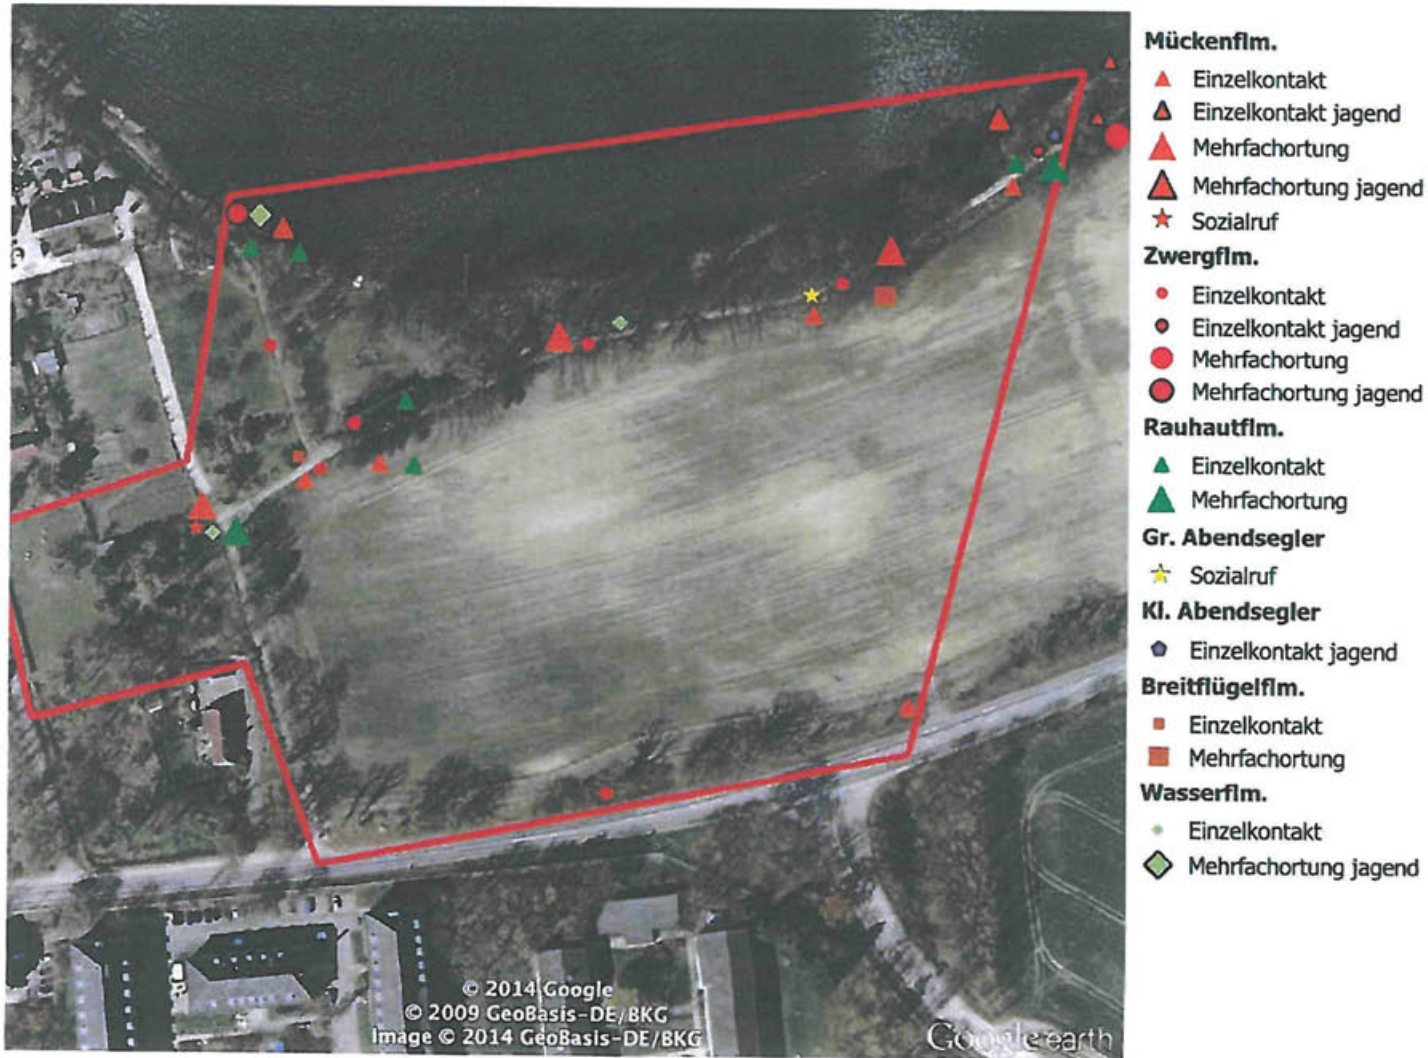 Mückenflm.
Einzelkontakt
Einzelkontakt jagend
Mehrfachortung
Mehrfachortung jagend
Sozialruf
Zwergflm.
Einzelkontakt
Einzelkontakt jagend
Mehrfachortung
Mehrfachortung jagend
Rauhautflm.
Einzelkontakt
Mehrfachortung
Gr. Abendsegler
Sozialruf
Kl. Abendsegler
Einzelkontakt jagend
Breitflügelflm.
Einzelkontakt
Mehrfachortung
Wasserflm.
Einzelkontakt
Mehrfachortung jagend
© 2014 Google
© 2009 GeoBasis-DE/BKG
Image © 2014 GeoBasis-DE/BKG
Google earth